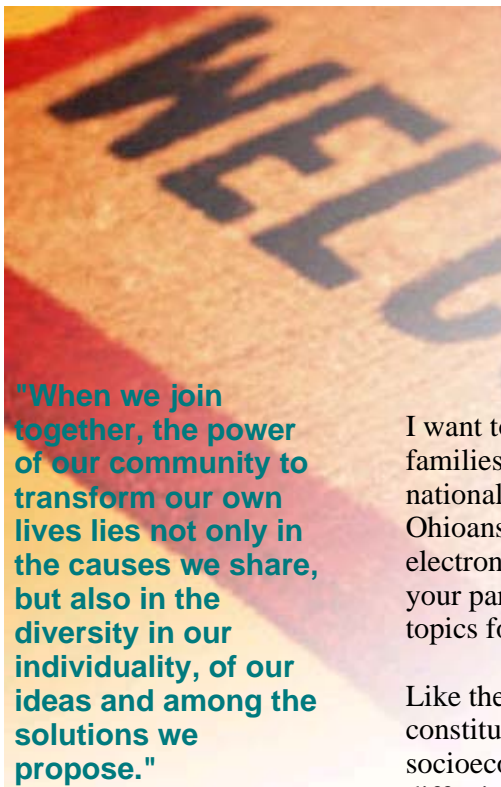 WELC
"When we join
together, the power
of our community to
transform our own
lives lies not only in
the causes we share,
but also in the
diversity in our
individuality, of our
ideas and among the
solutions we
propose."
I want t
families
national
Ohioans
electron
your par
topics fo
Like the
constitu
socioeco